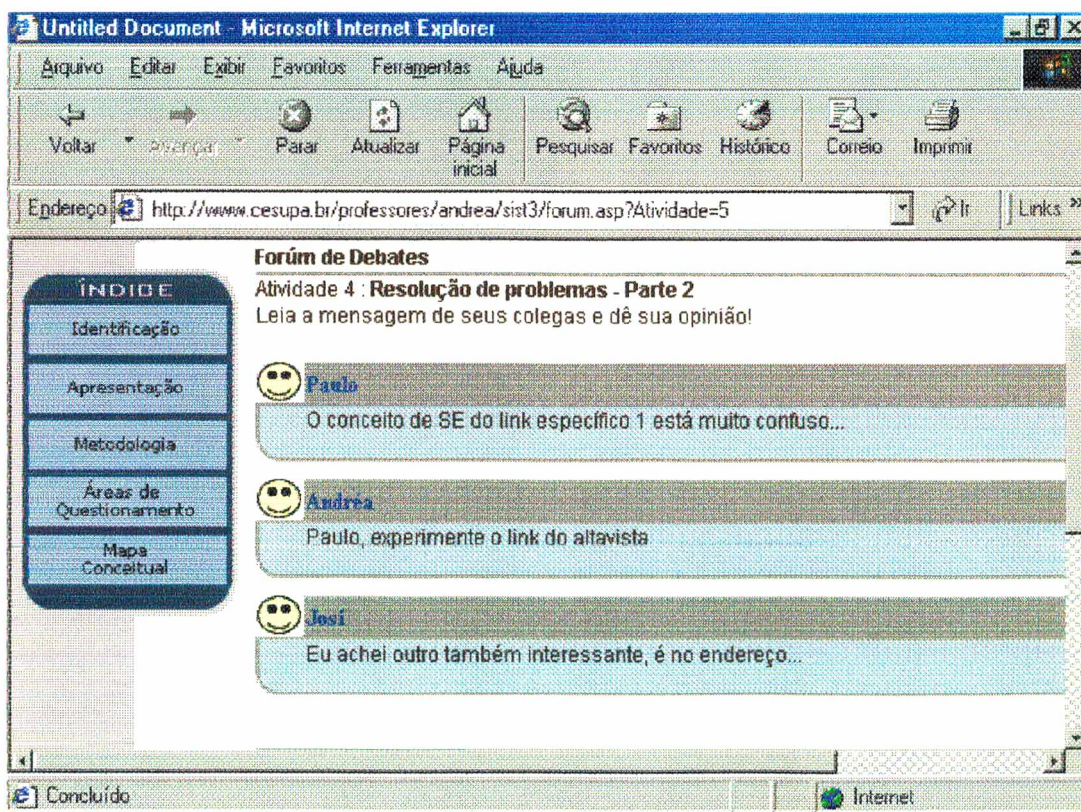 Untitled Document - Microsoft Internet Explorer
Arquivo Editar Exibir Favoritos Ferramentas Ajuda
Voltar Avançar Parar Atualizar Página inicial Pesquisar Favoritos Histórico Correio Imprimir
Endereço http://www.cesupa.br/professores/andrea/sist3/forum.asp?Atividade=5 Ir Links »
ÍNDICE
Identificação
Apresentação
Metodologia
Áreas de
Questionamento
Mapa
Conceitual
Forúm de Debates
Atividade 4 : Resolução de problemas - Parte 2
Leia a mensagem de seus colegas e dê sua opinião!
Paulo
O conceito de SE do link específico 1 está muito confuso...
Andréa
Paulo, experimente o link do altavista
Josi
Eu achei outro também interessante, é no endereço...
Concluído Internet